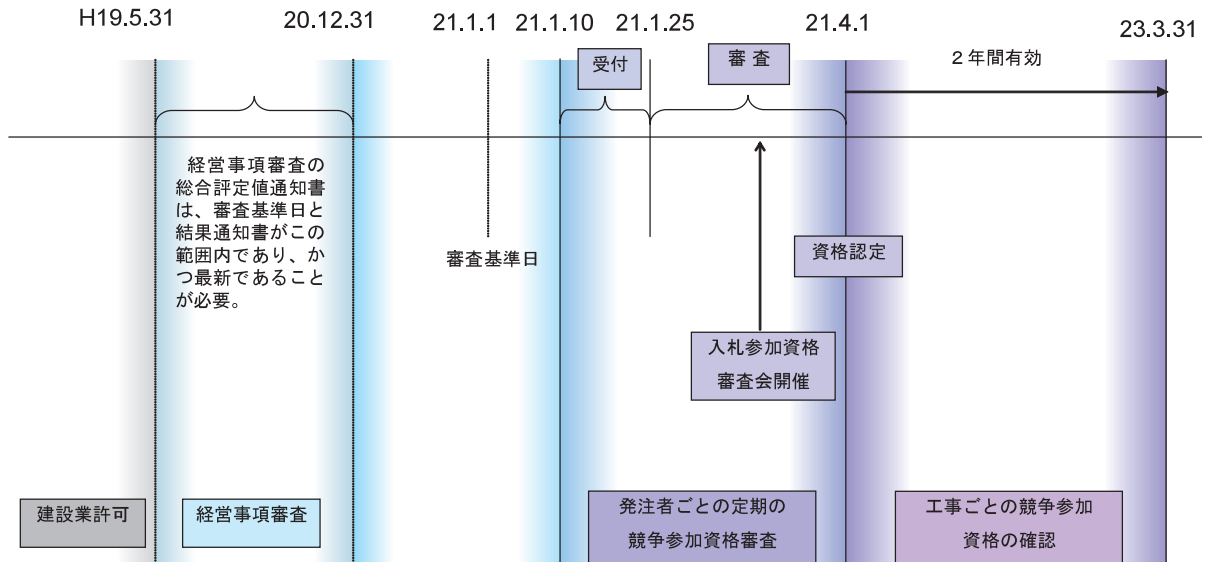 H19.5.31 20.12.31 21.1.1 21.1.10 21.1.25 21.4.1 23.3.31
受付
審査
2年間有効
経営事項審査の
総合評定値通知書
は、審査基準日と
結果通知書がこの
範囲内であり、か
つ最新であること
が必要。
審査基準日
資格認定
入札参加資格
審査会開催
建設業許可
経営事項審査
発注者ごとの定期の
競争参加資格審査
工事ごとの競争参加
資格の確認